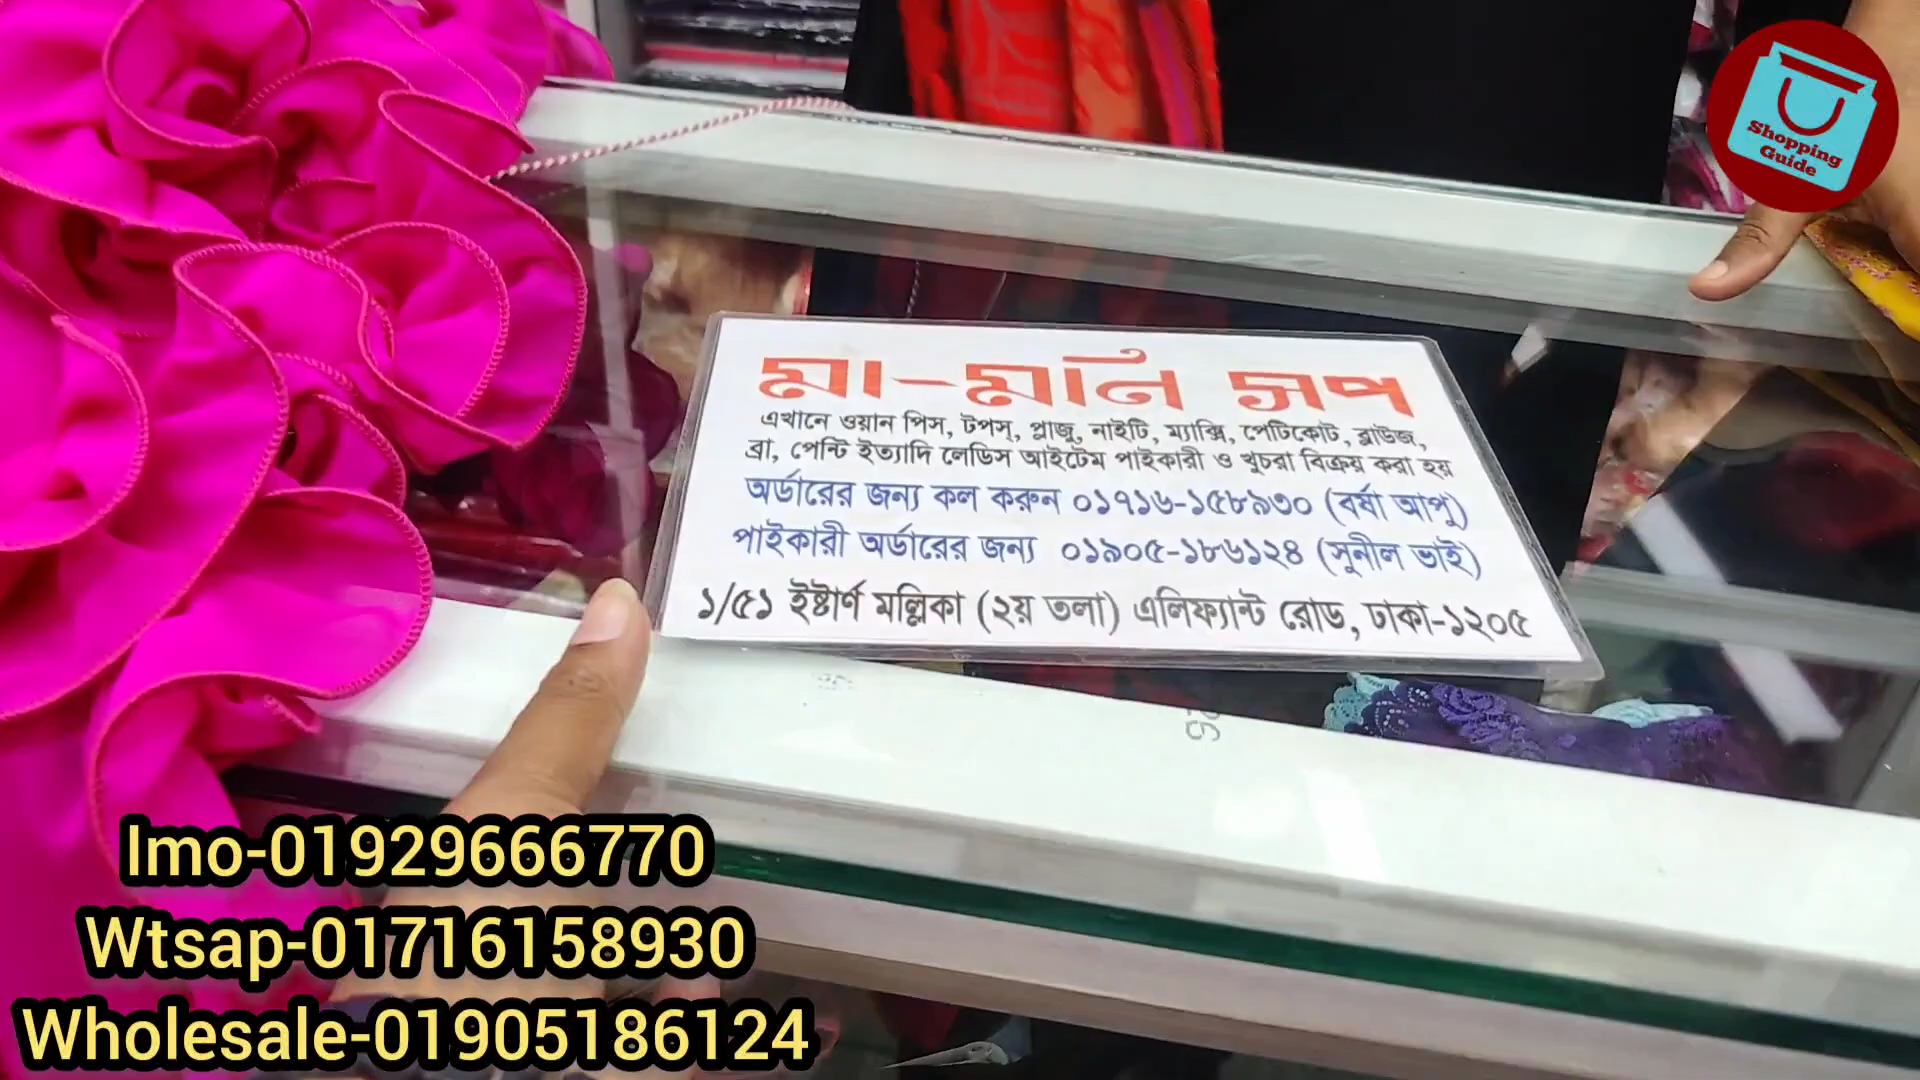 Shopping
Guide
মা-মনি সপ
এখানে ওয়ান পিস, টপস্, প্লাজু, নাইটি, ম্যাক্সি, পেটিকোট, ব্লাউজ,
ব্রা, পেন্টি ইত্যাদি লেডিস আইটেম পাইকারী ও খুচরা বিক্রয় করা হয়
অর্ডারের জন্য কল করুন ০১৭১৬-১৫৮৯৩০ (বর্ষা আপু)
পাইকারী অর্ডারের জন্য ০১৯০৫-১৮৬১২৪ (সুনীল ভাই)
১/৫১ ইষ্টার্ণ মল্লিকা (২য় তলা) এলিফ্যান্ট রোড, ঢাকা-১২০৫
Imo-01929666770
Wtsap-01716158930
Wholesale-01905186124